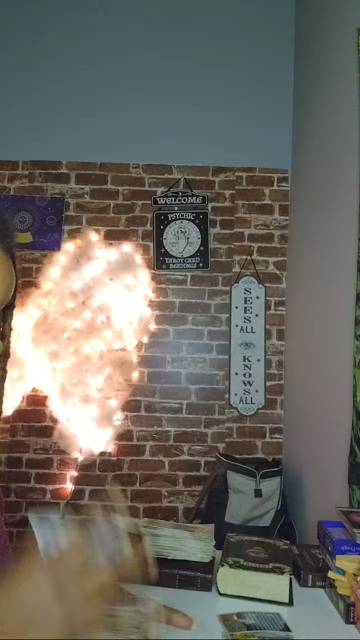 WELCOME
PSYCHIC
TAROT CARD
READINGS
SEES
ALL
KNOWS
ALL